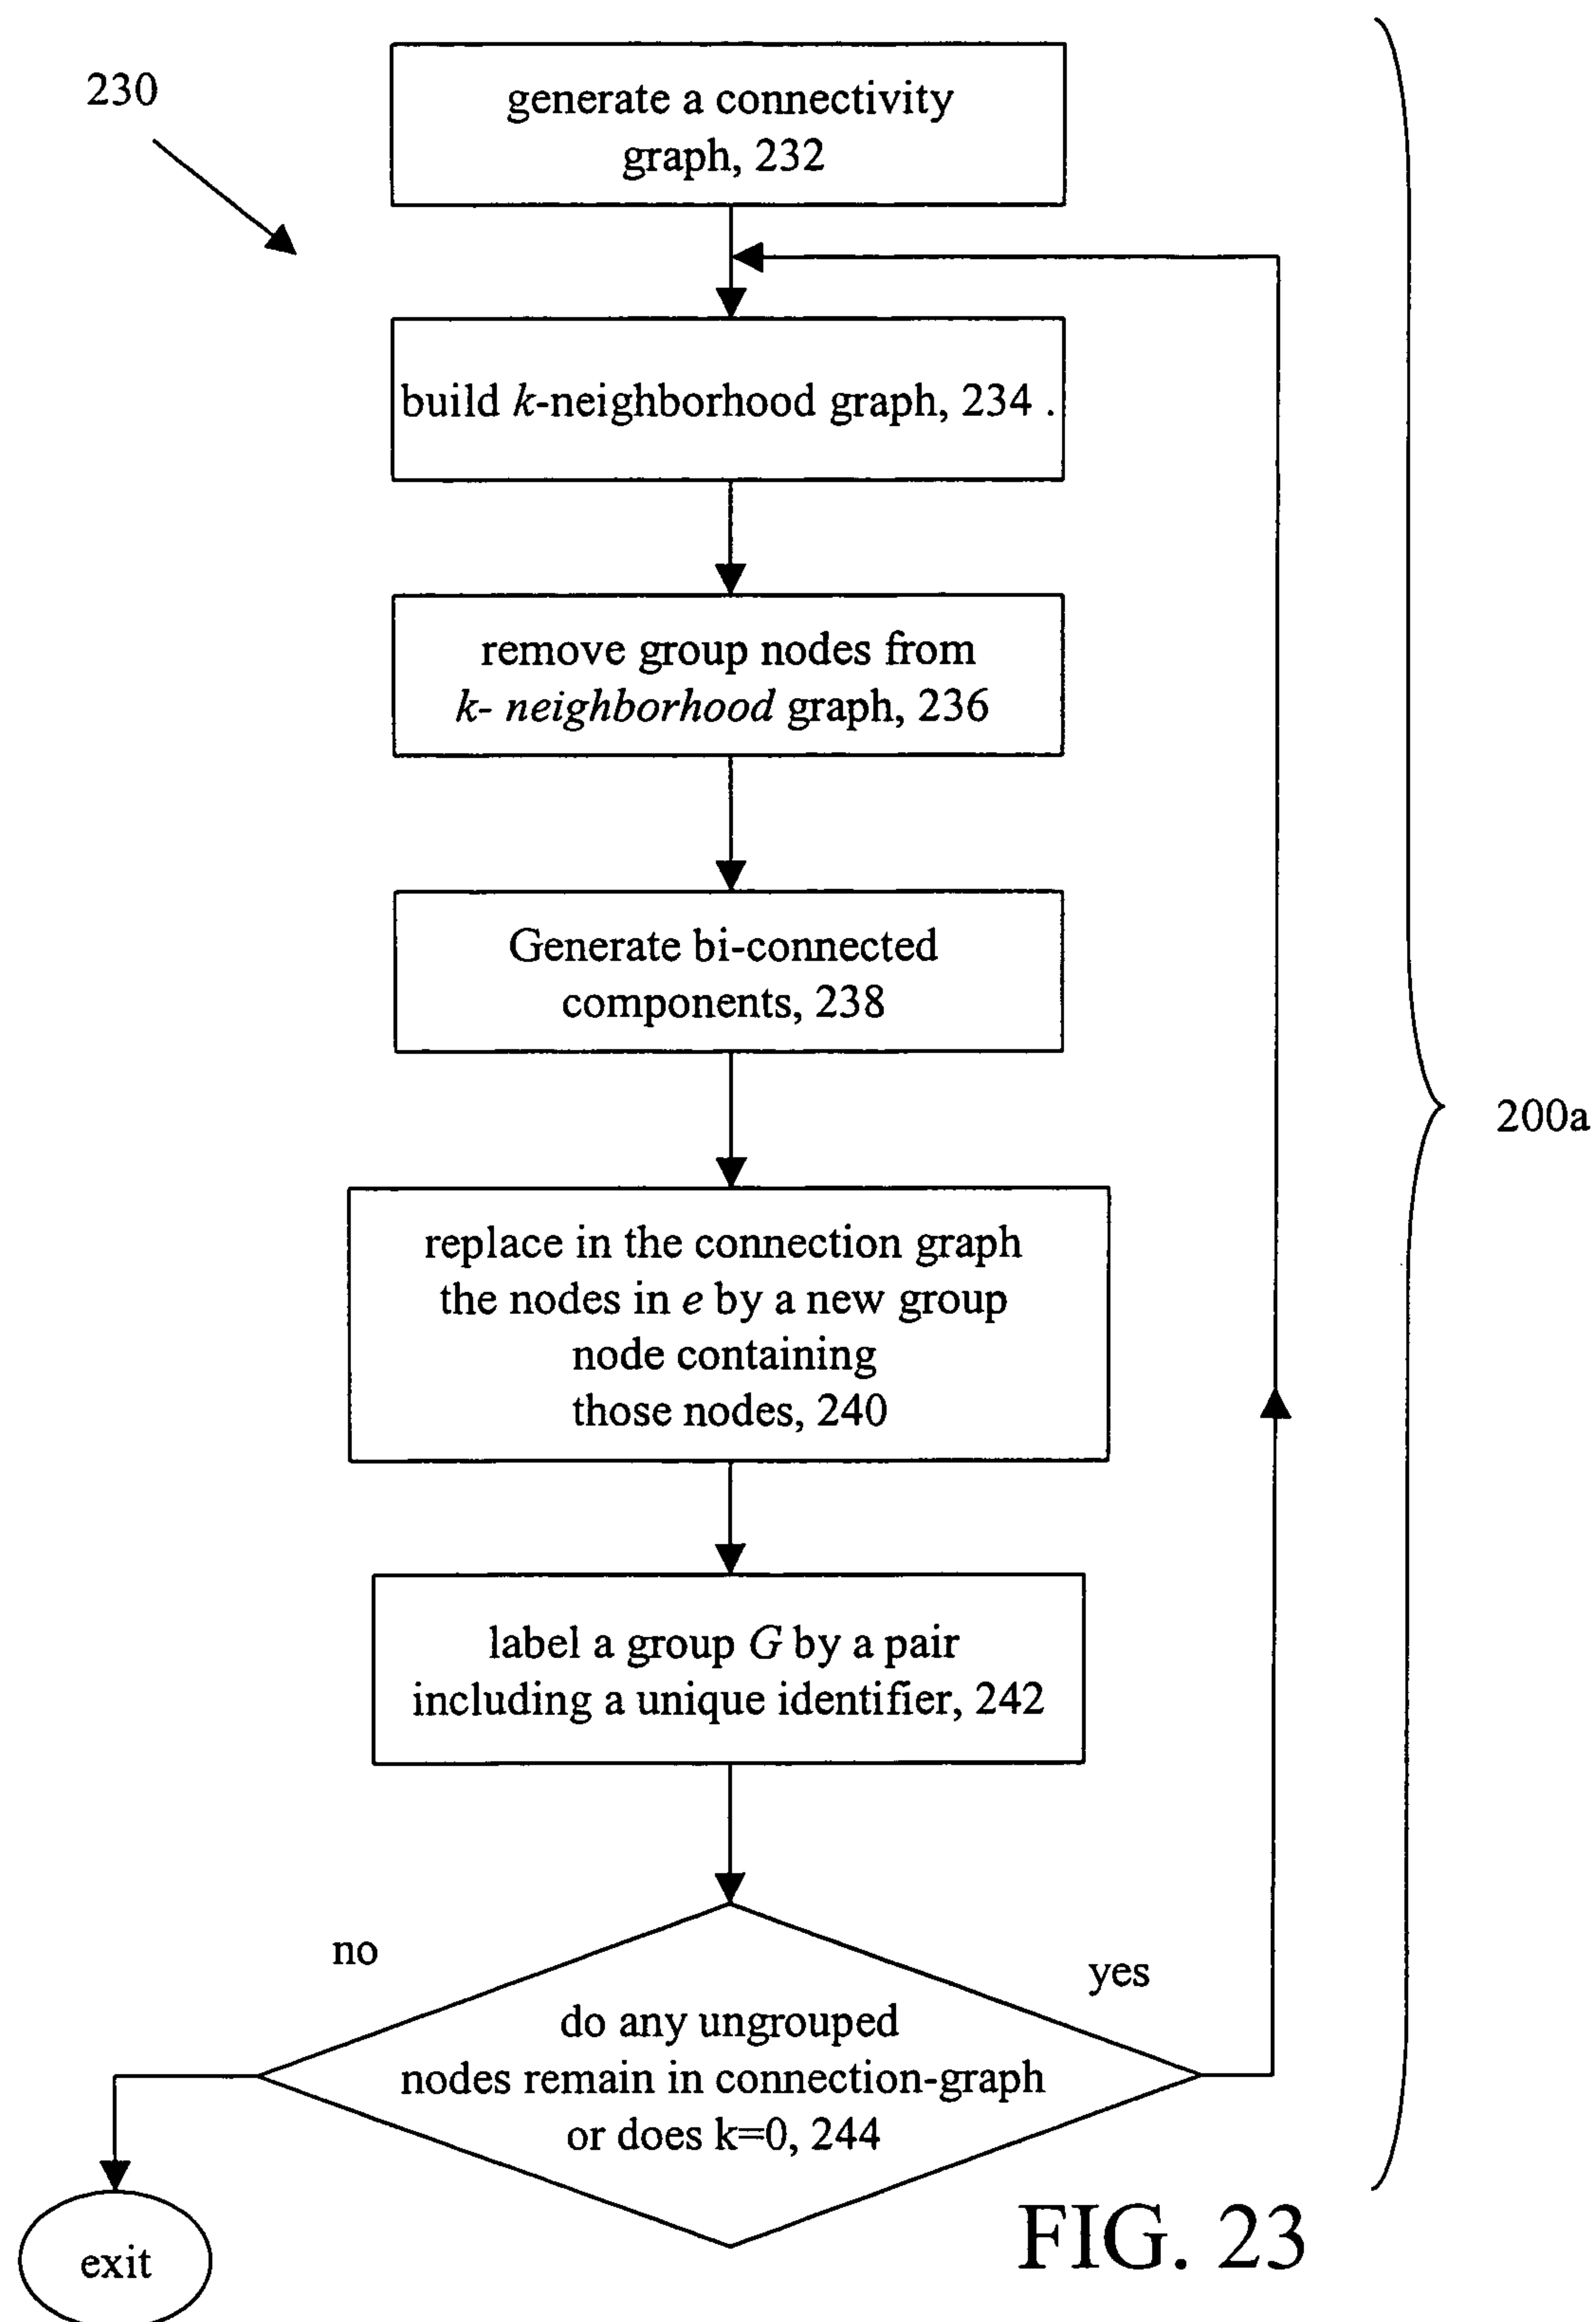 230
generate a connectivity
graph, 232
build k-neighborhood graph, 234 .
remove group nodes from
k- neighborhood graph, 236
Generate bi-connected
components, 238
200a
replace in the connection graph
the nodes in e by a new group
node containing
those nodes, 240
label a group G by a pair
including a unique identifier, 242
no
yes
do any ungrouped
nodes remain in connection-graph
or does k=0, 244
exit
FIG. 23